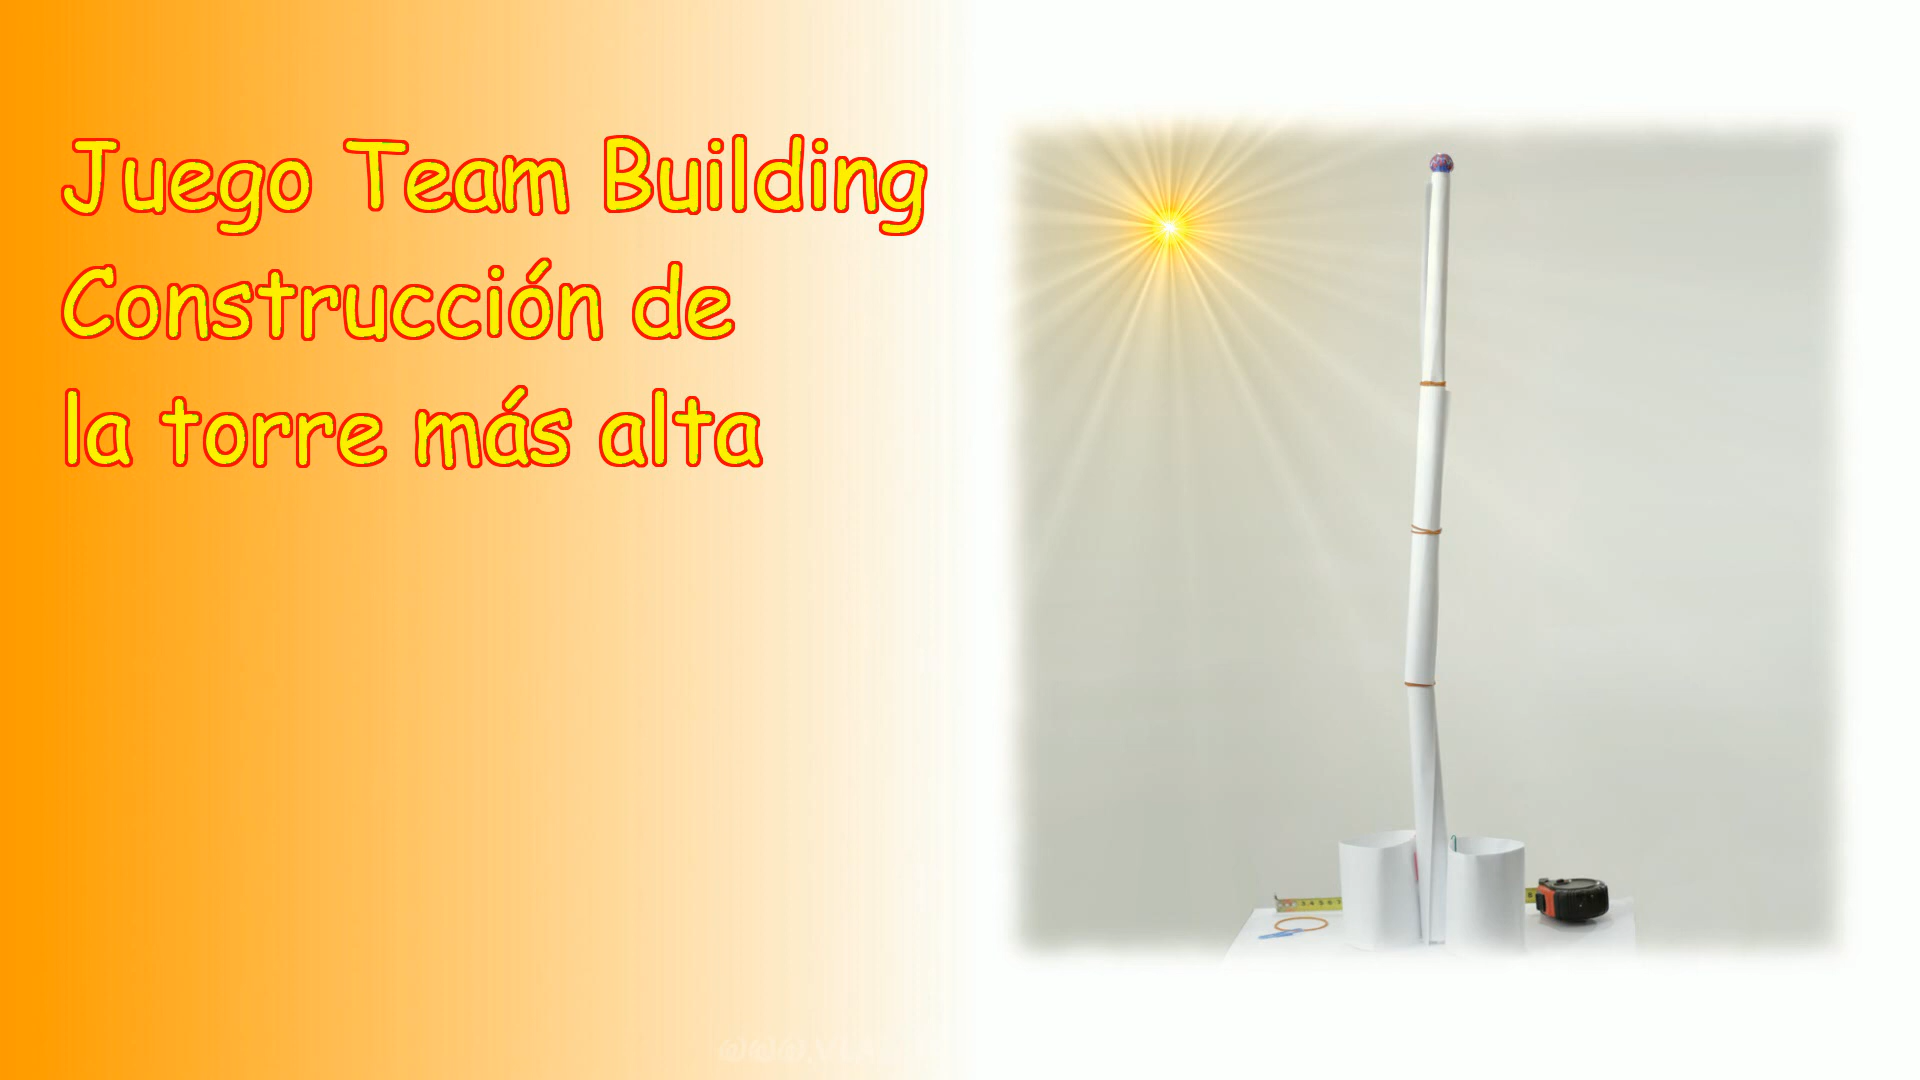 Juego Team Building
Construcción de
la torre más alta